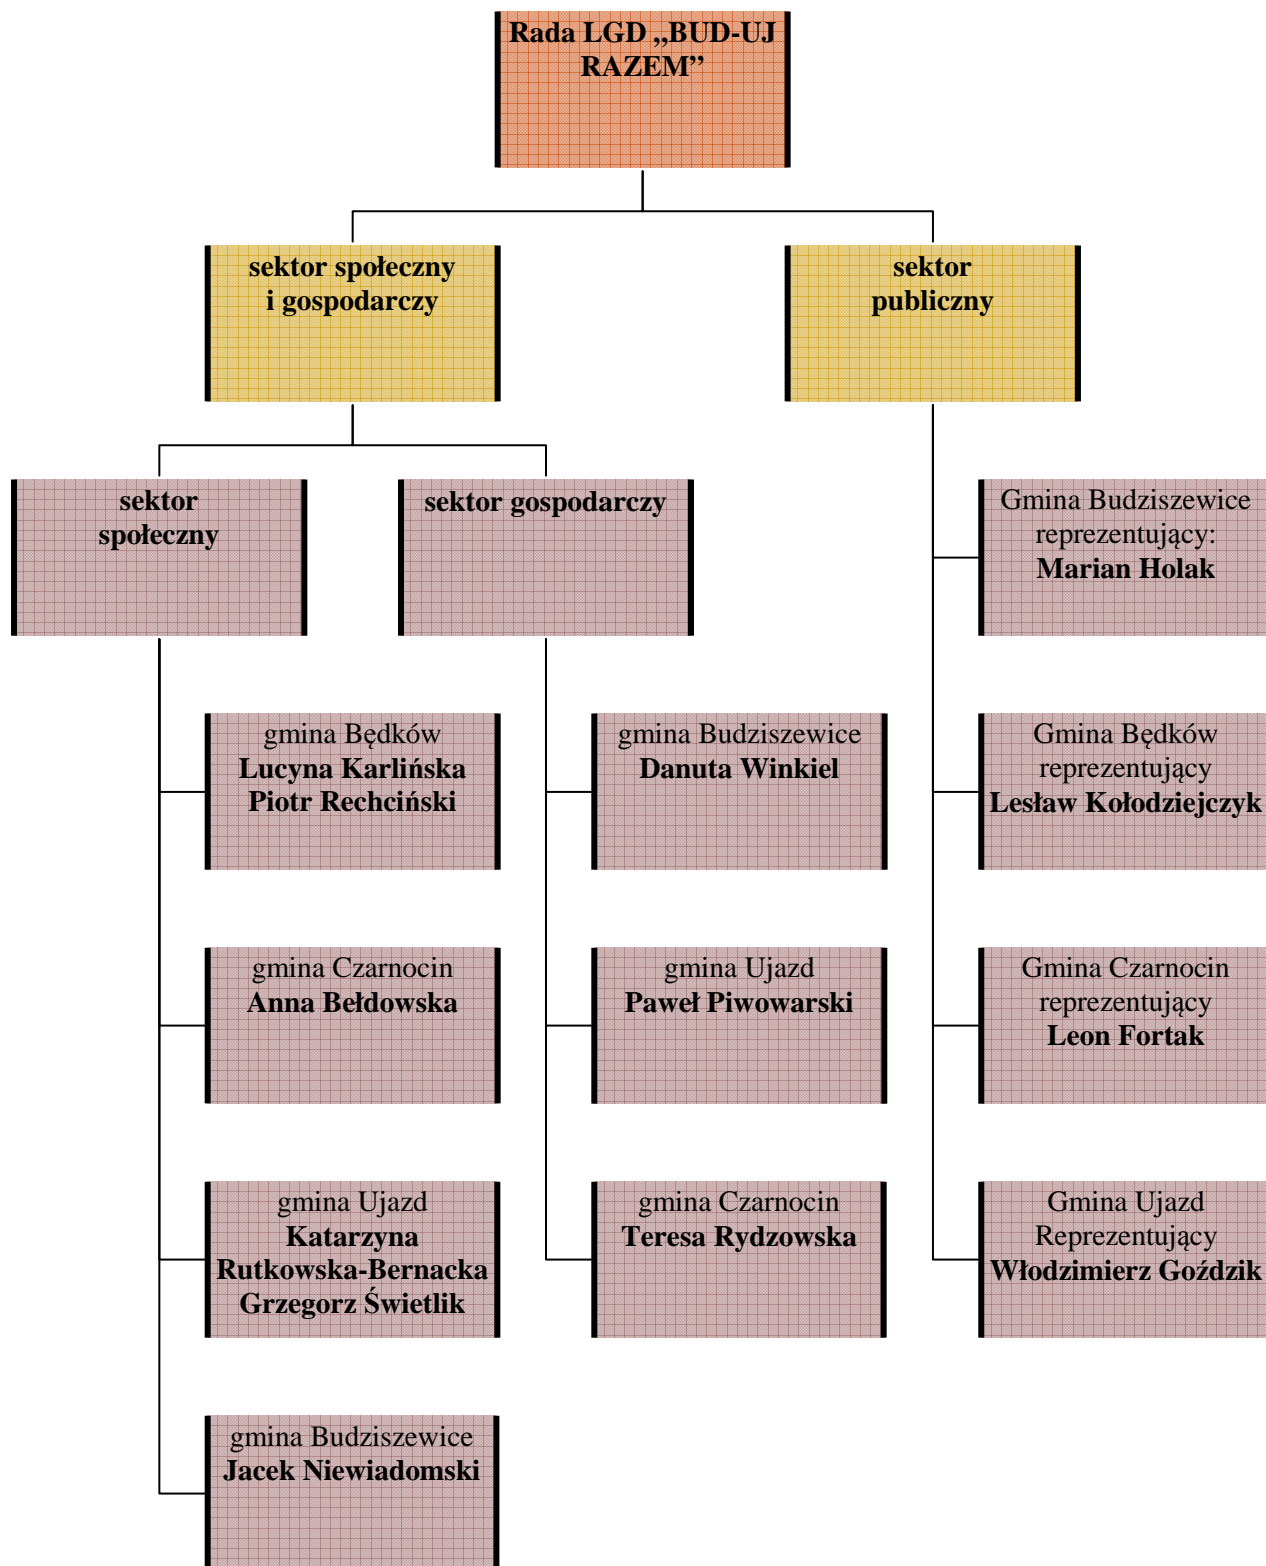 Rada LGD „BUD-UJ
RAZEM”
sektor społeczny
i gospodarczy
sektor
publiczny
sektor
społeczny
sektor gospodarczy
Gmina Budziszewice
reprezentujący:
Marian Holak
gmina Będków
Lucyna Karlińska
Piotr Rechciński
gmina Budziszewice
Danuta Winkiel
Gmina Będków
reprezentujący
Lesław Kołodziejczyk
gmina Czarnocin
Anna Bełdowska
gmina Ujazd
Paweł Piwowarski
Gmina Czarnocin
reprezentujący
Leon Fortak
gmina Ujazd
Katarzyna
Rutkowska-Bernacka
Grzegorz Świetlik
gmina Czarnocin
Teresa Rydzowska
Gmina Ujazd
Reprezentujący
Włodzimierz Goździk
gmina Budziszewice
Jacek Niewiadomski